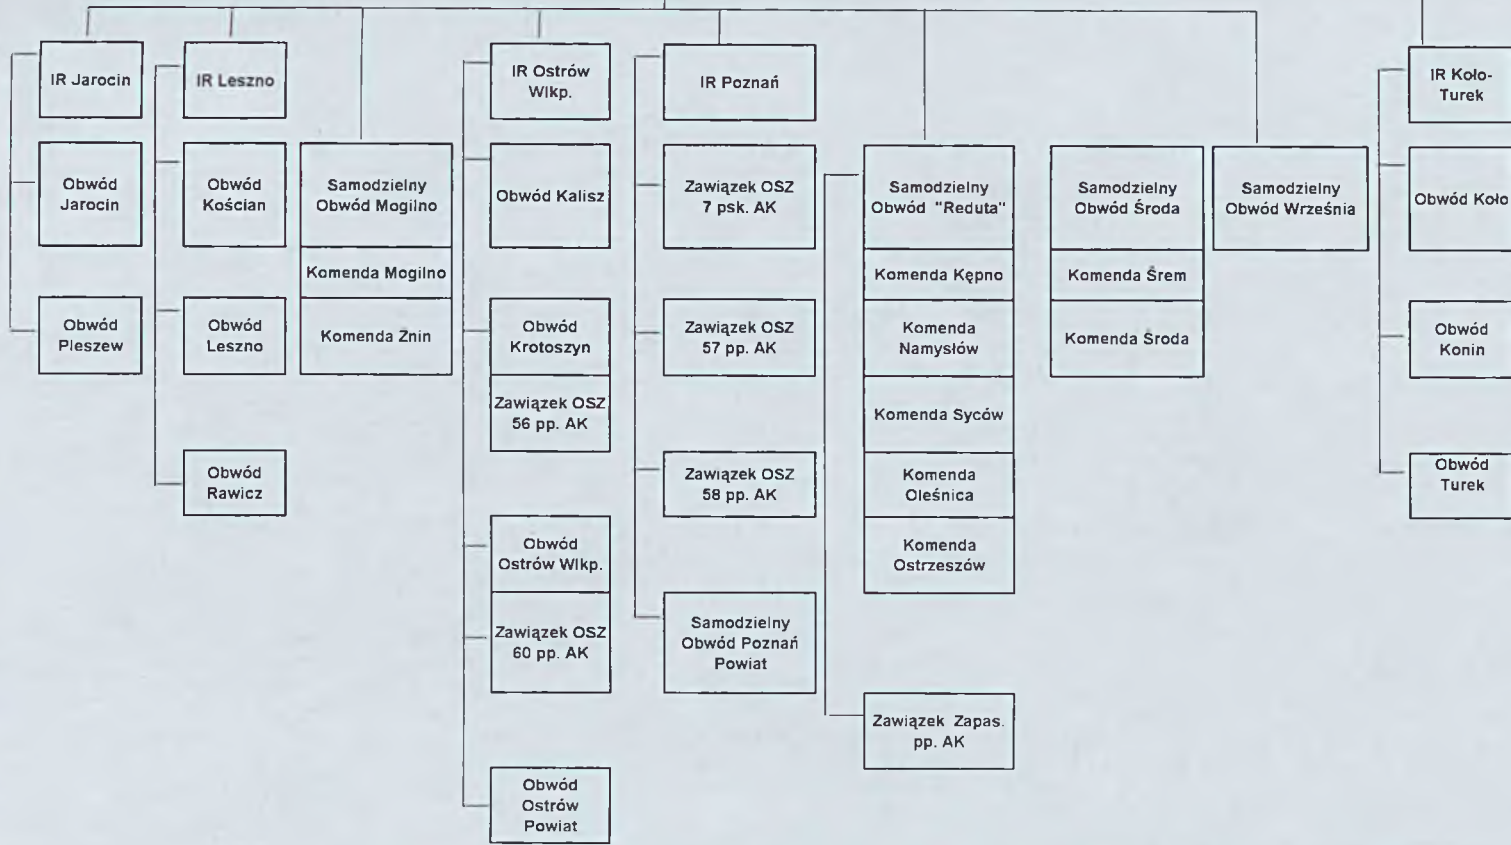 IR Jarocin
Obwód
Jarocin
Obwód
Pleszew
IR Leszno
Obwód
Kościan
Obwód
Leszno
Obwód
Rawicz
Samodzielny
Obwód Mogilno
Komenda Mogilno
Komenda Żnin
IR Ostrów
Wlkp.
Obwód Kalisz
Obwód
Krotoszyn
Zawiązek OSZ
56 pp. AK
Obwód
Ostrów Wlkp.
Zawiązek OSZ
60 pp. AK
Obwód
Ostrów
Powiat
IR Poznań
Zawiązek OSZ
7 psk. AK
Zawiązek OSZ
57 pp. AK
Zawiązek OSZ
58 pp. AK
Samodzielny
Obwód Poznań
Powiat
Samodzielny
Obwód "Reduta"
Komenda Kępno
Komenda
Namysłów
Komenda Syców
Komenda
Oleśnica
Komenda
Ostrzeszów
Zawiązek Zapas.
pp. AK
Samodzielny
Obwód Środa
Komenda Śrem
Komenda Środa
Samodzielny
Obwód Września
IR Koło-
Turek
Obwód Koło
Obwód
Konin
Obwód
Turek